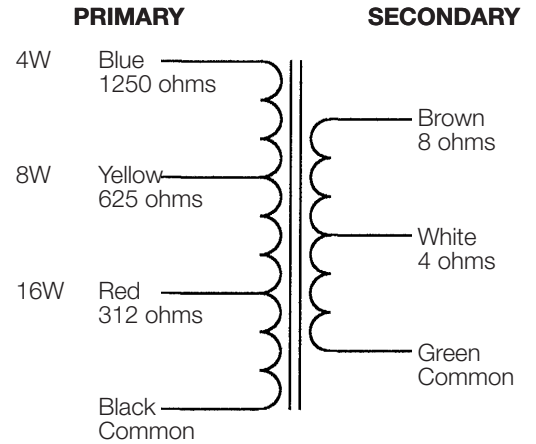 PRIMARY
SECONDARY
4W
Blue
1250 ohms
8W
Yellow
625 ohms
16W
Red
312 ohms
Black
Common
Brown
8 ohms
White
4 ohms
Green
Common